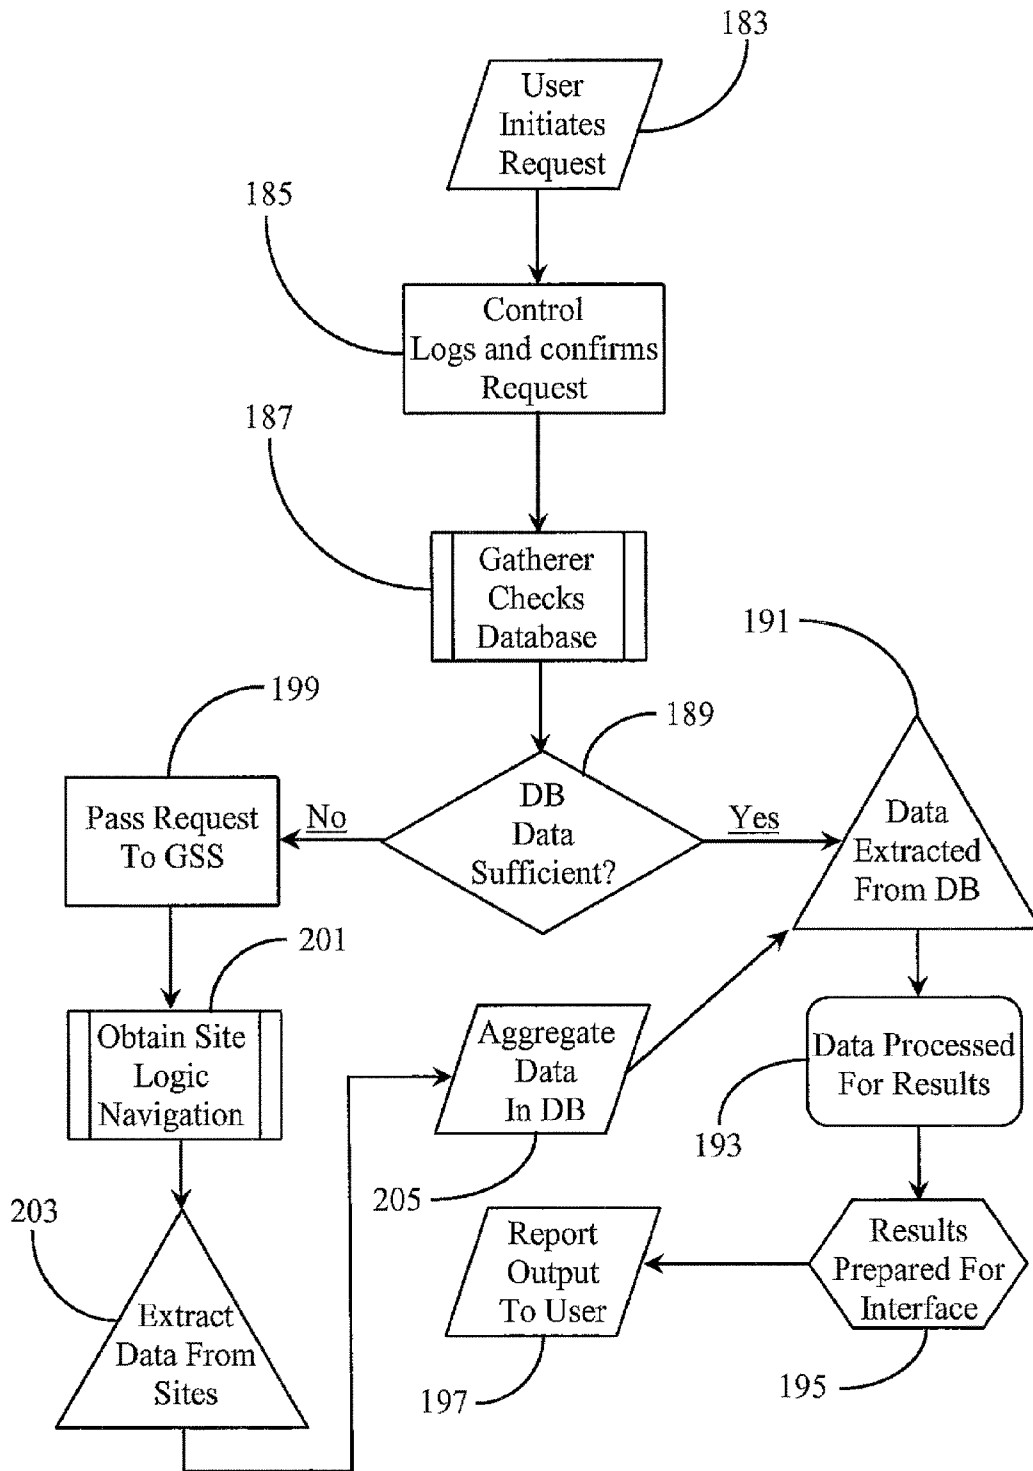 183
User
Initiates
Request
185
Control
Logs and confirms
Request
187
Gatherer
Checks
Database
191
199
189
Pass Request
To GSS
No
DB
Data
Sufficient?
Yes
Data
Extracted
From DB
201
Obtain Site
Logic
Navigation
Aggregate
Data
In DB
Data Processed
For Results
193
205
203
Extract
Data From
Sites
Report
Output
To User
Results
Prepared For
Interface
197
195